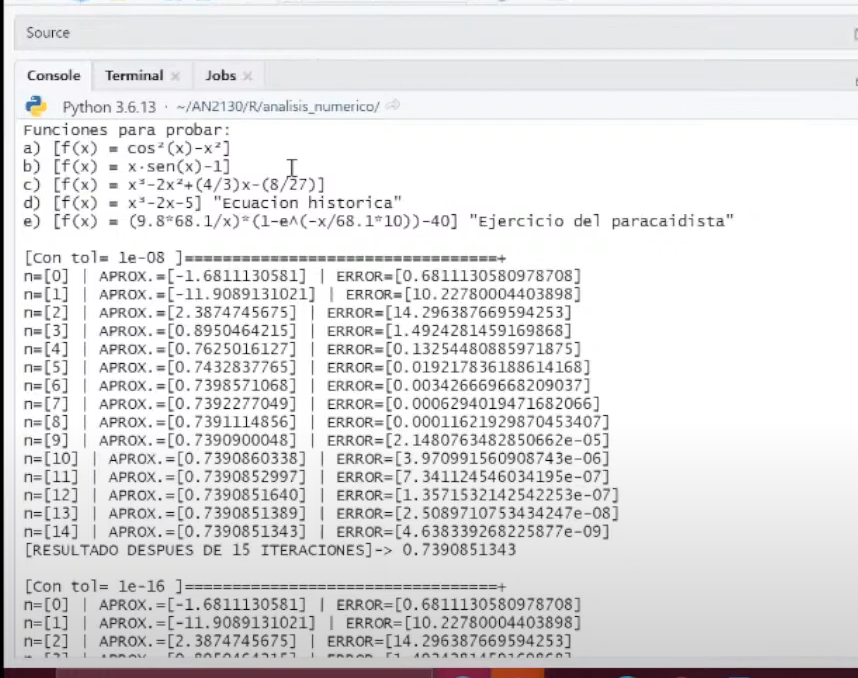 Source
Console Terminal × Jobs ×
Python 3.6.13 · ~/AN2130/R/analisis_numerico/
Funciones para probar:
a) [f(x) = cos²(x)-x²]
b) [f(x) = x·sen(x)-1]
c) [f(x) = x³-2x²+(4/3)x-(8/27)]
d) [f(x) = x³-2x-5] "Ecuacion historica"
e) [f(x) = (9.8*68.1/x)*(1-e^(-x/68.1*10))-40] "Ejercicio del paracaidista"
[Con tol= 1e-08 ]=================================+
n=[0] | APROX.=[-1.6811130581] | ERROR=[0.6811130580978708]
n=[1] | APROX.=[-11.9089131021] | ERROR=[10.22780004403898]
n=[2] | APROX.=[2.3874745675] | ERROR=[14.296387669594253]
n=[3] | APROX.=[0.8950464215] | ERROR=[1.4924281459169868]
n=[4] | APROX.=[0.7625016127] | ERROR=[0.13254480885971875]
n=[5] | APROX.=[0.7432837765] | ERROR=[0.019217836188614168]
n=[6] | APROX.=[0.7398571068] | ERROR=[0.003426669668209037]
n=[7] | APROX.=[0.7392277049] | ERROR=[0.0006294019471682066]
n=[8] | APROX.=[0.7391114856] | ERROR=[0.00011621929870453407]
n=[9] | APROX.=[0.7390900048] | ERROR=[2.1480763482850662e-05]
n=[10] | APROX.=[0.7390860338] | ERROR=[3.970991560908743e-06]
n=[11] | APROX.=[0.7390852997] | ERROR=[7.341124546034195e-07]
n=[12] | APROX.=[0.7390851640] | ERROR=[1.3571532142542253e-07]
n=[13] | APROX.=[0.7390851389] | ERROR=[2.5089710753434247e-08]
n=[14] | APROX.=[0.7390851343] | ERROR=[4.638339268225877e-09]
[RESULTADO DESPUES DE 15 ITERACIONES]-> 0.7390851343
[Con tol= 1e-16 ]=================================+
n=[0] | APROX.=[-1.6811130581] | ERROR=[0.6811130580978708]
n=[1] | APROX.=[-11.9089131021] | ERROR=[10.22780004403898]
n=[2] | APROX.=[2.3874745675] | ERROR=[14.296387669594253]